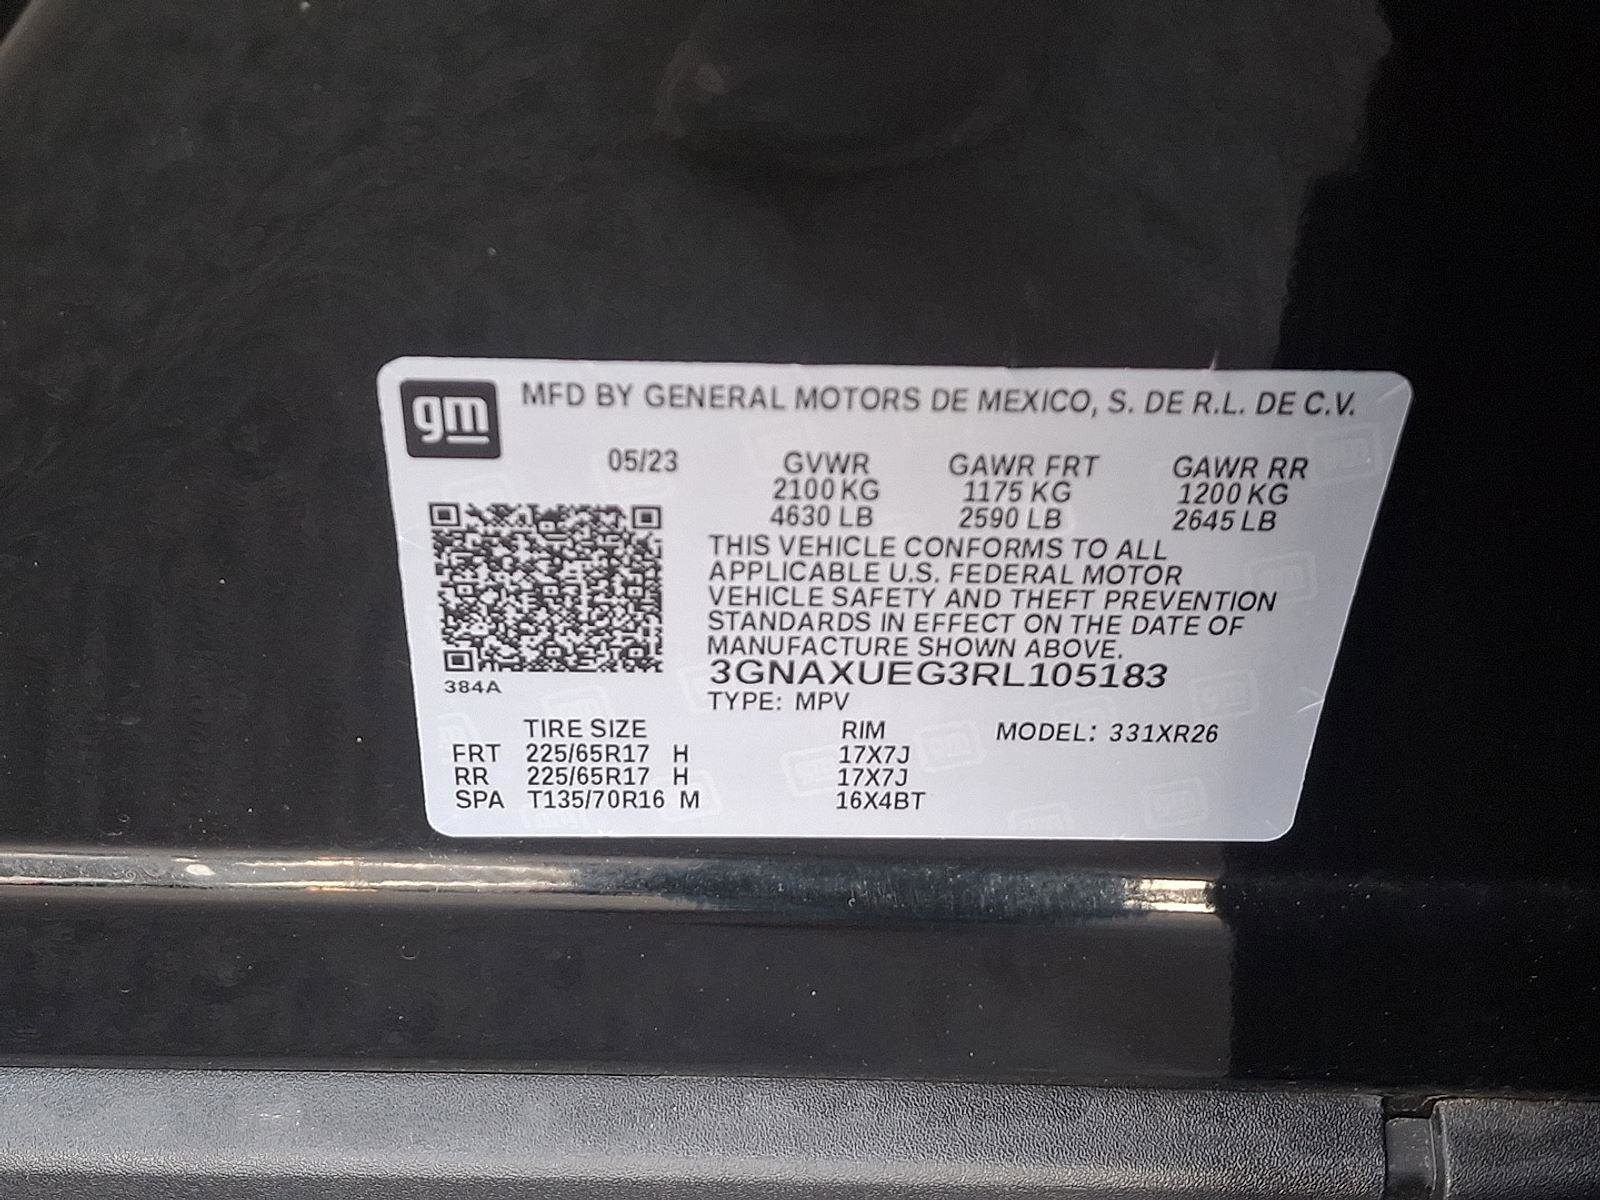 gm MFD BY GENERAL MOTORS DE MEXICO, S. DE R.L. DE C.V.
05/23 GVWR GAWR FRT GAWR RR
2100 KG 1175 KG 1200 KG
4630 LB 2590 LB 2645 LB
THIS VEHICLE CONFORMS TO ALL
APPLICABLE U.S. FEDERAL MOTOR
VEHICLE SAFETY AND THEFT PREVENTION
STANDARDS IN EFFECT ON THE DATE OF
MANUFACTURE SHOWN ABOVE.
3GNAXUEG3RL105183
384A
TYPE: MPV
TIRE SIZE RIM MODEL: 331XR26
FRT 225/65R17 H 17X7J
RR 225/65R17 H 17X7J
SPA T135/70R16 M 16X4BT